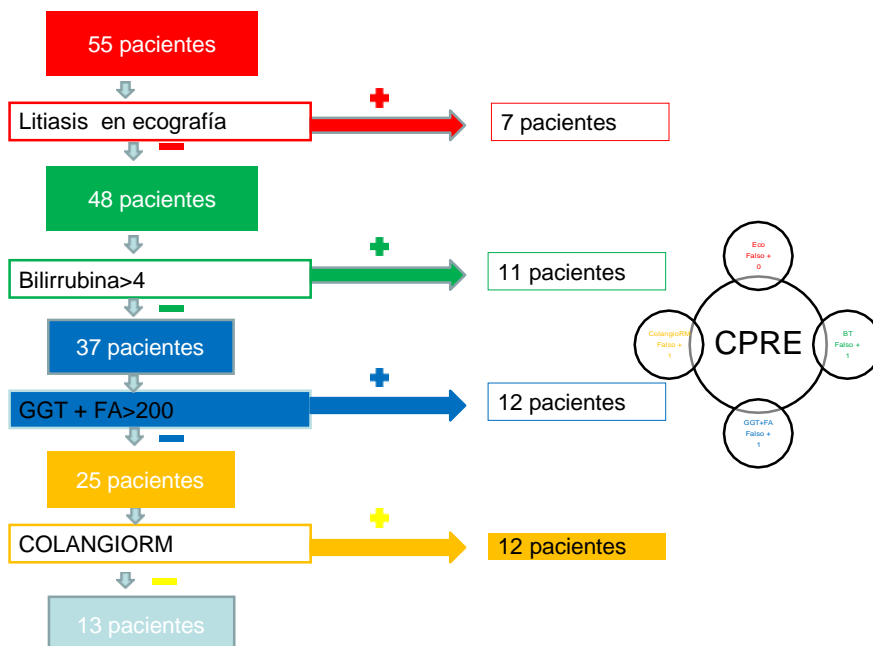 55 pacientes
Litiasis  en ecografía
7 pacientes
48 pacientes
Bilirrubina>4
11 pacientes
37 pacientes
GGT + FA>200
12 pacientes
25 pacientes
COLANGIORM
12 pacientes
13 pacientes
Eco
Falso +
0
ColangioRM
Falso +
1
CPRE
BT
Falso +
1
GGT+FA
Falso +
1